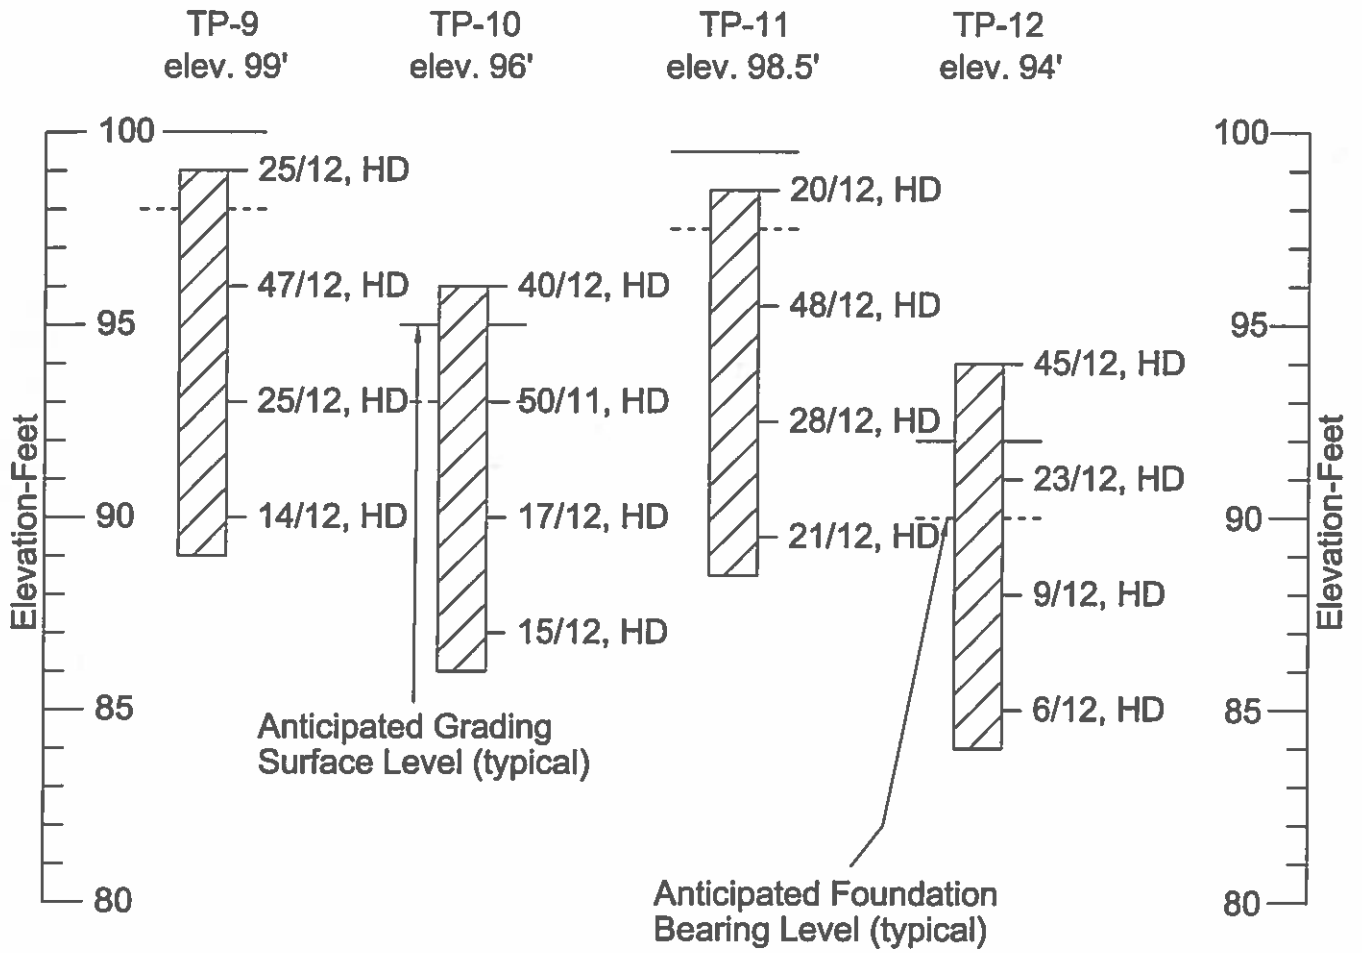 TP-9
elev. 99'
TP-10
elev. 96'
TP-11
elev. 98.5'
TP-12
elev. 94'
100
95
90
85
80
Elevation-Feet
25/12, HD
47/12, HD
25/12, HD
14/12, HD
40/12, HD
50/11, HD
17/12, HD
15/12, HD
20/12, HD
48/12, HD
28/12, HD
21/12, HD
45/12, HD
23/12, HD
9/12, HD
6/12, HD
100
95
90
85
80
Elevation-Feet
Anticipated Grading
Surface Level (typical)
Anticipated Foundation
Bearing Level (typical)